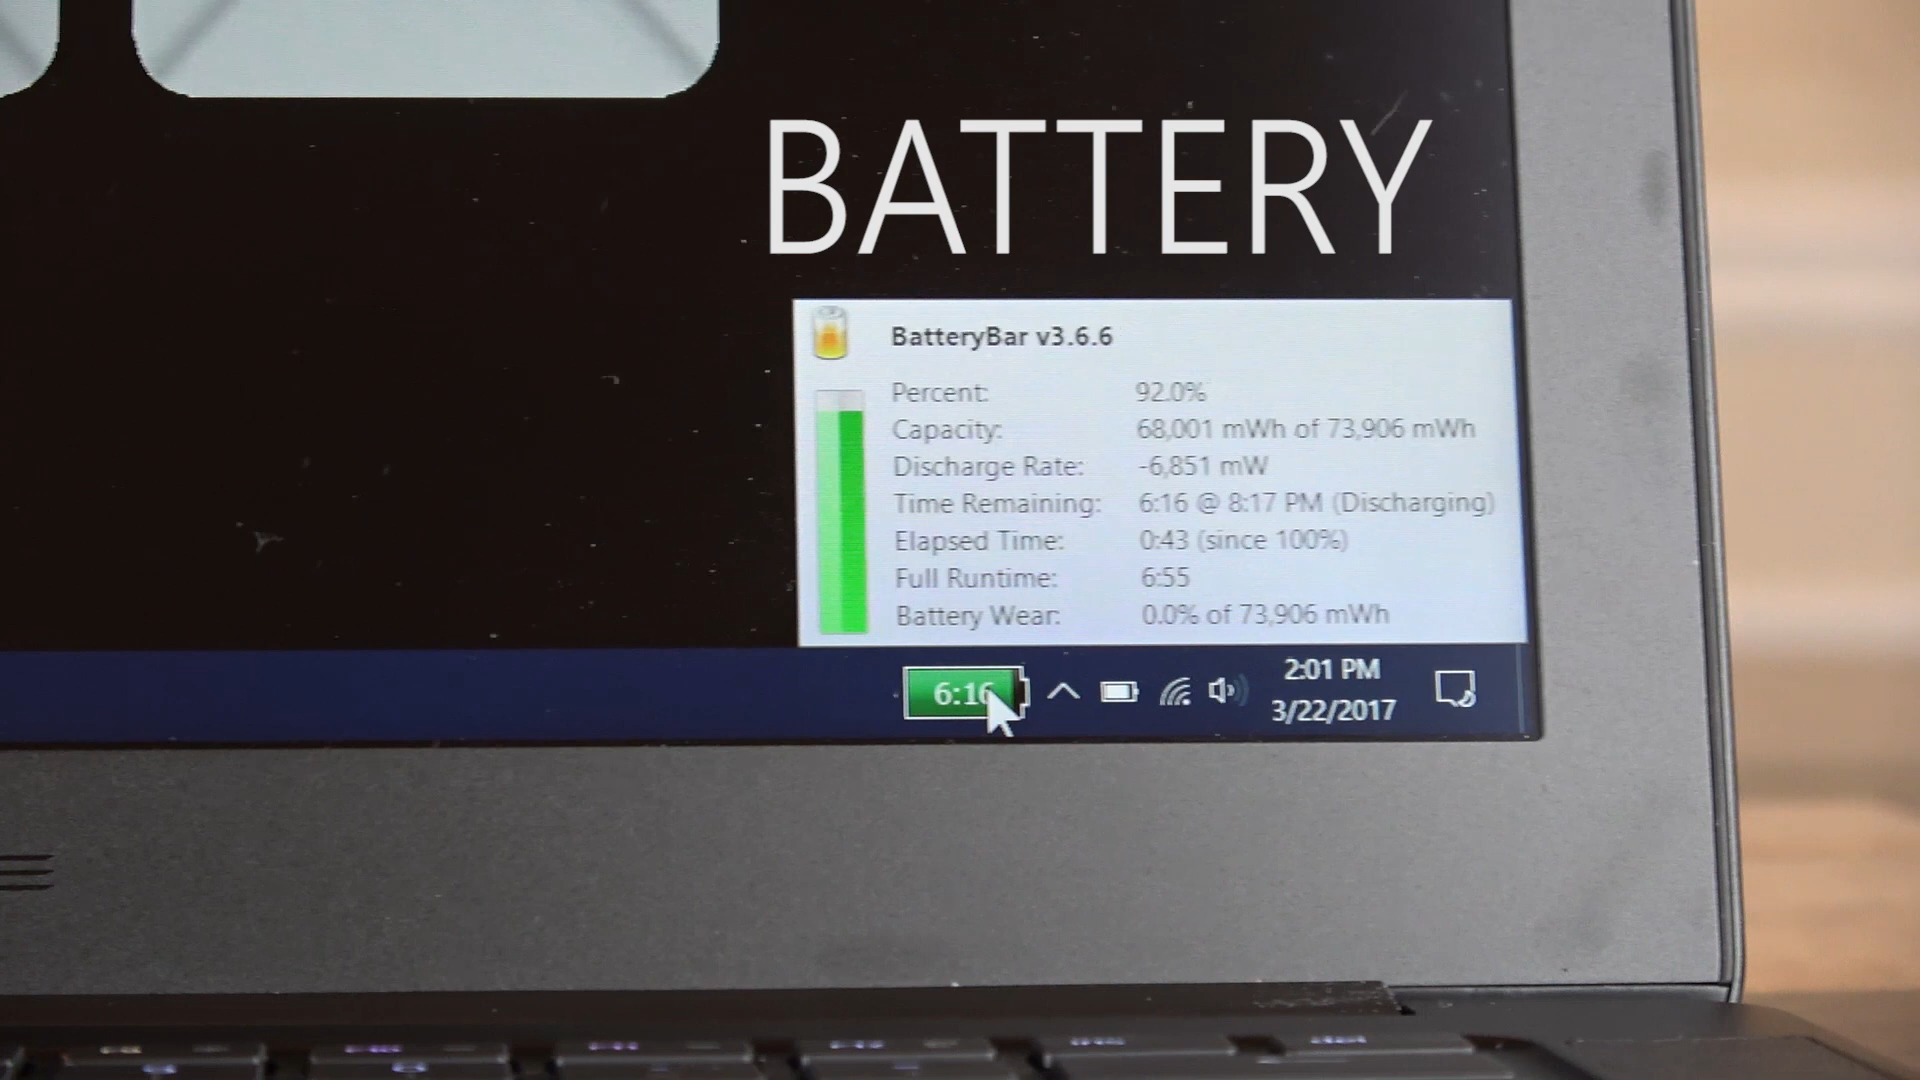 BATTERY
BatteryBar v3.6.6
Percent: 92.0%
Capacity: 68,001 mWh of 73,906 mWh
Discharge Rate: -6,851 mW
Time Remaining: 6:16 @ 8:17 PM (Discharging)
Elapsed Time: 0:43 (since 100%)
Full Runtime: 6:55
Battery Wear: 0.0% of 73,906 mWh
6:16
2:01 PM
3/22/2017